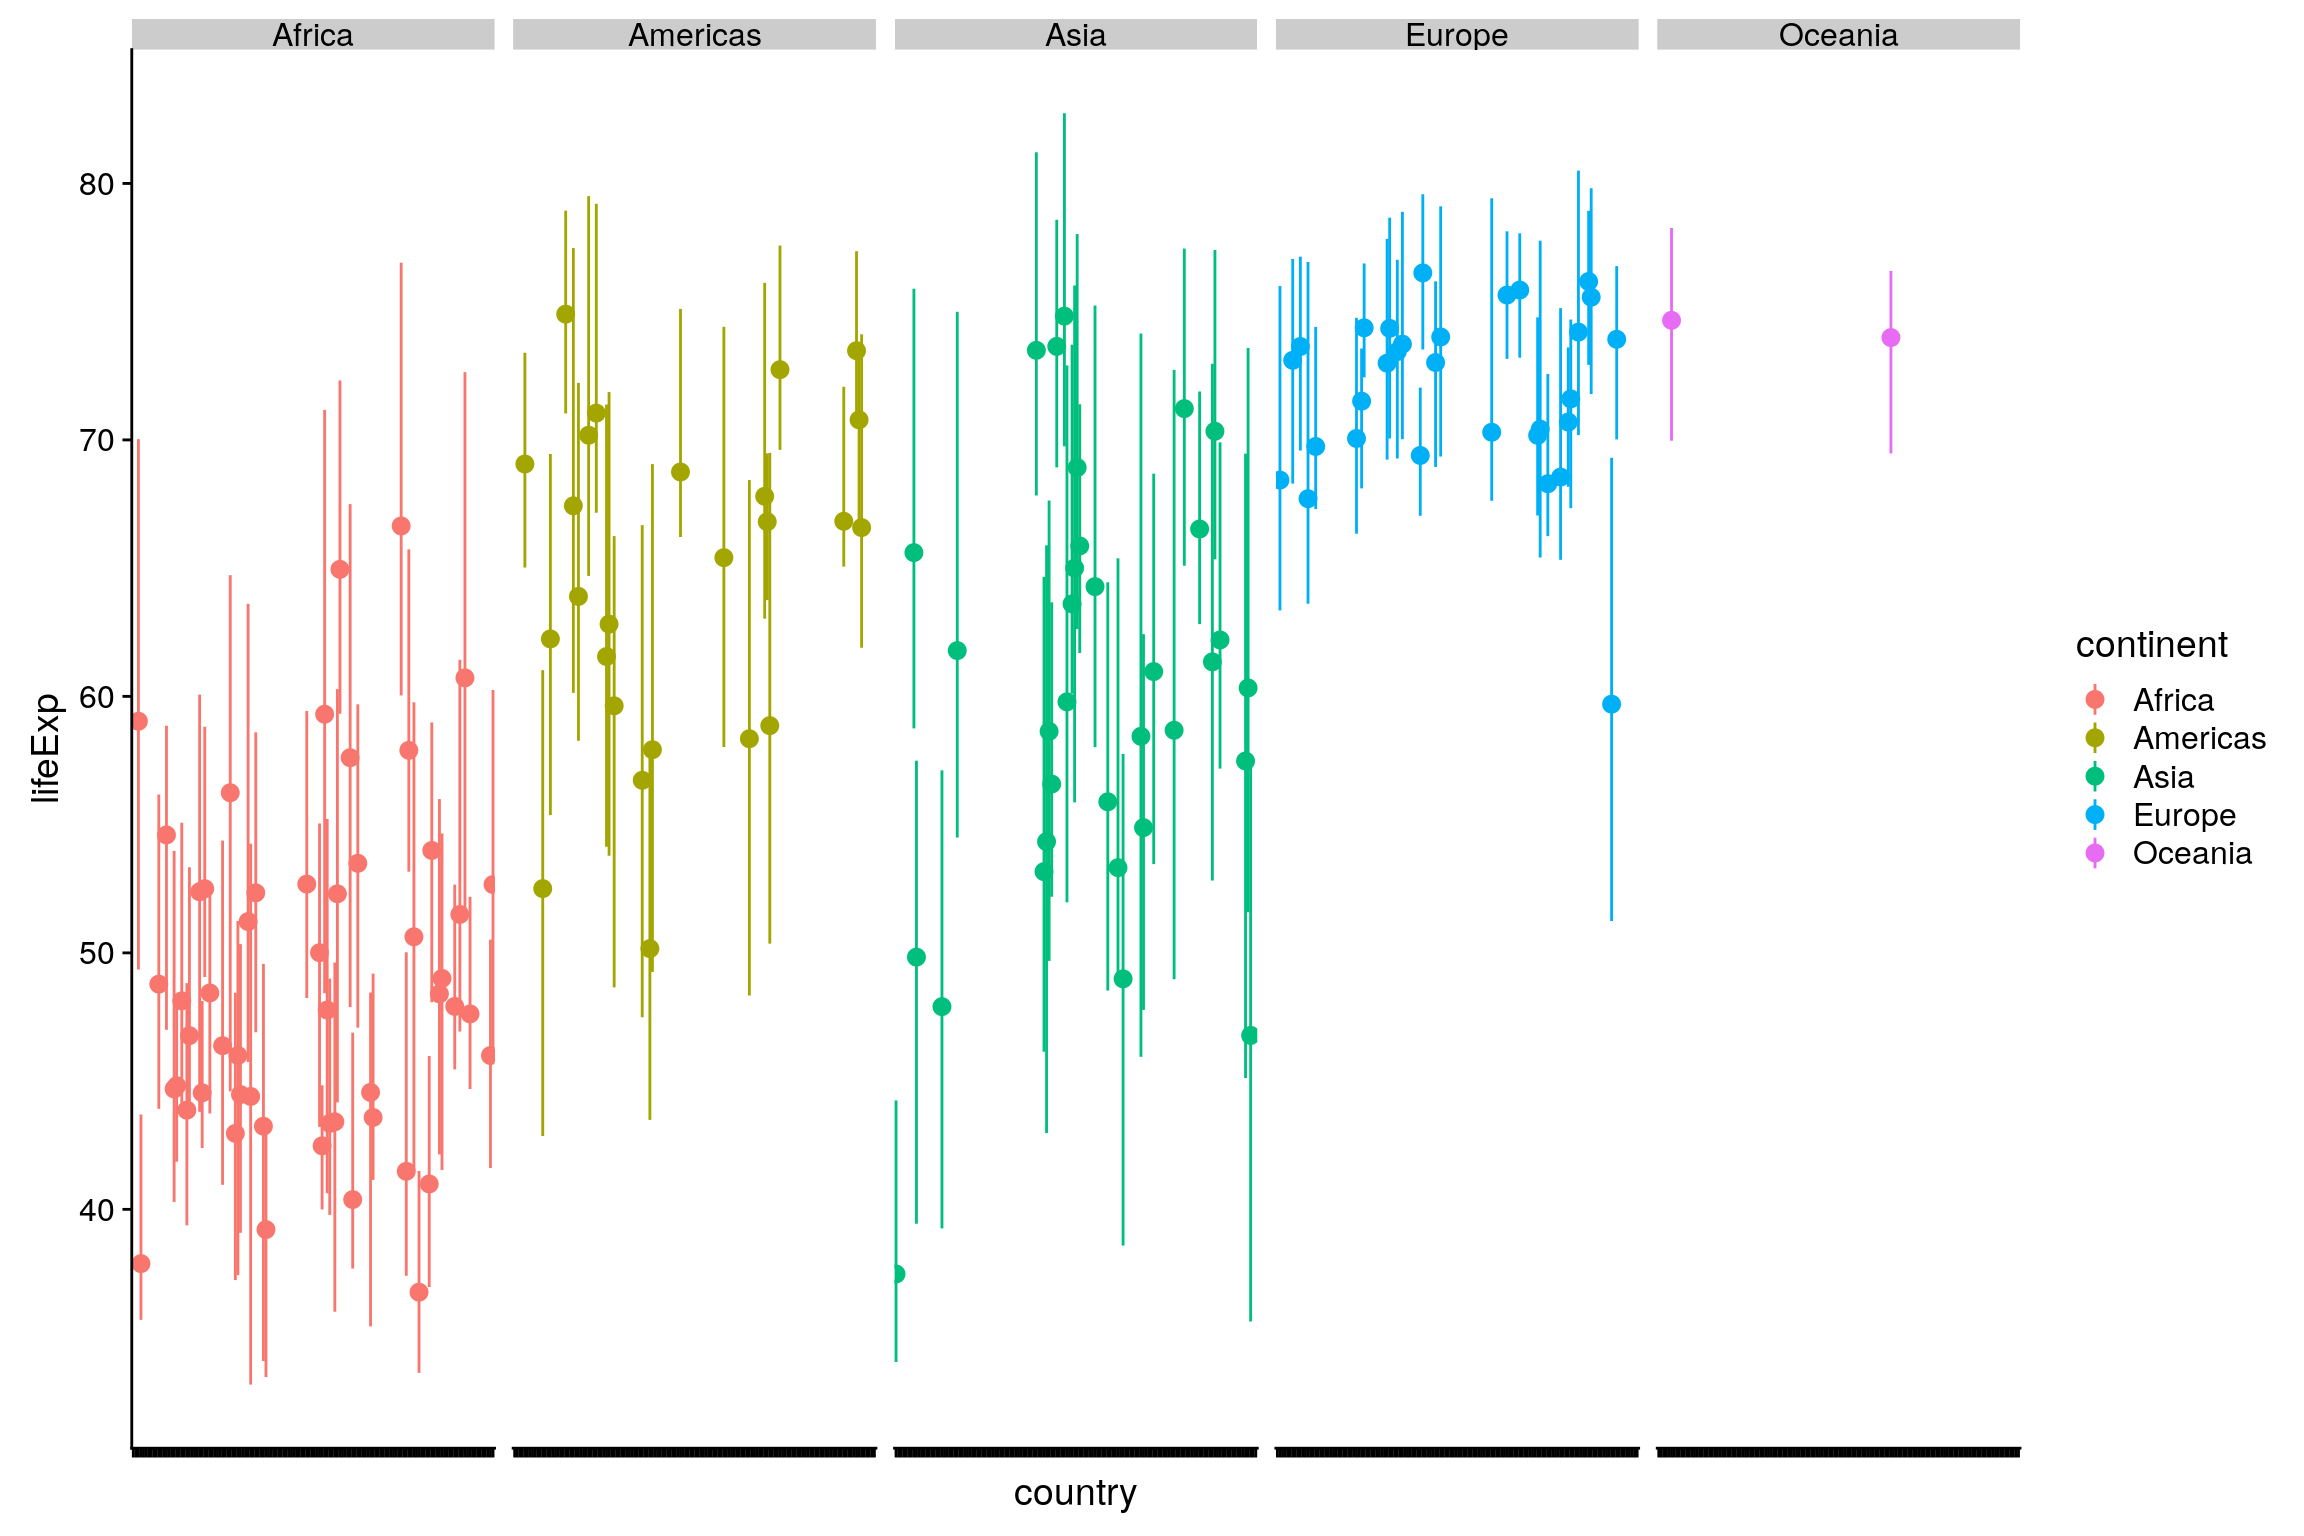 Africa Americas Asia Europe Oceania
80
70
60
50
40
lifeExp
country
continent
Africa
Americas
Asia
Europe
Oceania